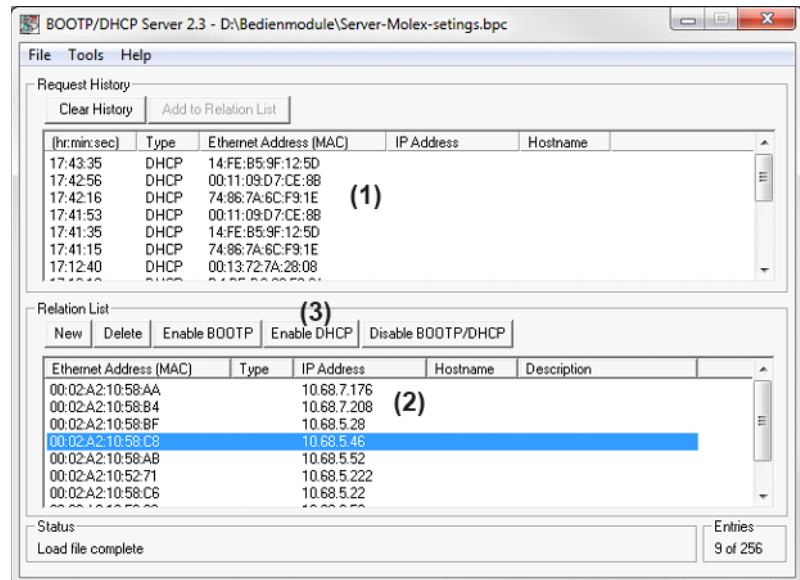 BOOTP/DHCP Server 2.3 - D:\Bedienmodule\Server-Molex-setings.bpc
File Tools Help
Request History
Clear History Add to Relation List
(hr:min:sec) Type Ethernet Address (MAC) IP Address Hostname
17:43:35 DHCP 14:FE:B5:9F:12:5D
17:42:56 DHCP 00:11:09:D7:CE:8B
17:42:16 DHCP 74:86:7A:6C:F9:1E
(1)
17:41:53 DHCP 00:11:09:D7:CE:8B
17:41:35 DHCP 14:FE:B5:9F:12:5D
17:41:15 DHCP 74:86:7A:6C:F9:1E
17:12:40 DHCP 00:13:72:7A:28:08
Relation List
(3)
New Delete Enable BOOTP Enable DHCP Disable BOOTP/DHCP
Ethernet Address (MAC) Type IP Address Hostname Description
00:02:A2:10:58:AA 10.68.7.176
00:02:A2:10:58:B4 10.68.7.208
(2)
00:02:A2:10:58:BF 10.68.5.28
00:02:A2:10:58:C8 10.68.5.46
00:02:A2:10:58:AB 10.68.5.52
00:02:A2:10:52:71 10.68.5.222
00:02:A2:10:58:C6 10.68.5.22
Status
Load file complete
Entries
9 of 256